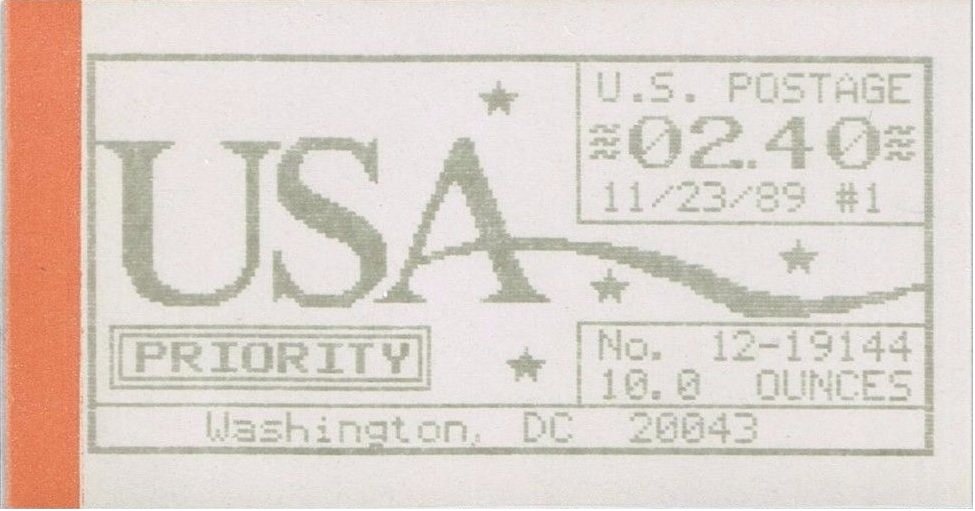 USA
U.S. POSTAGE
≈02.40≈
11/23/89 #1
PRIORITY
No. 12-19144
10.0 OUNCES
Washington, DC 20043